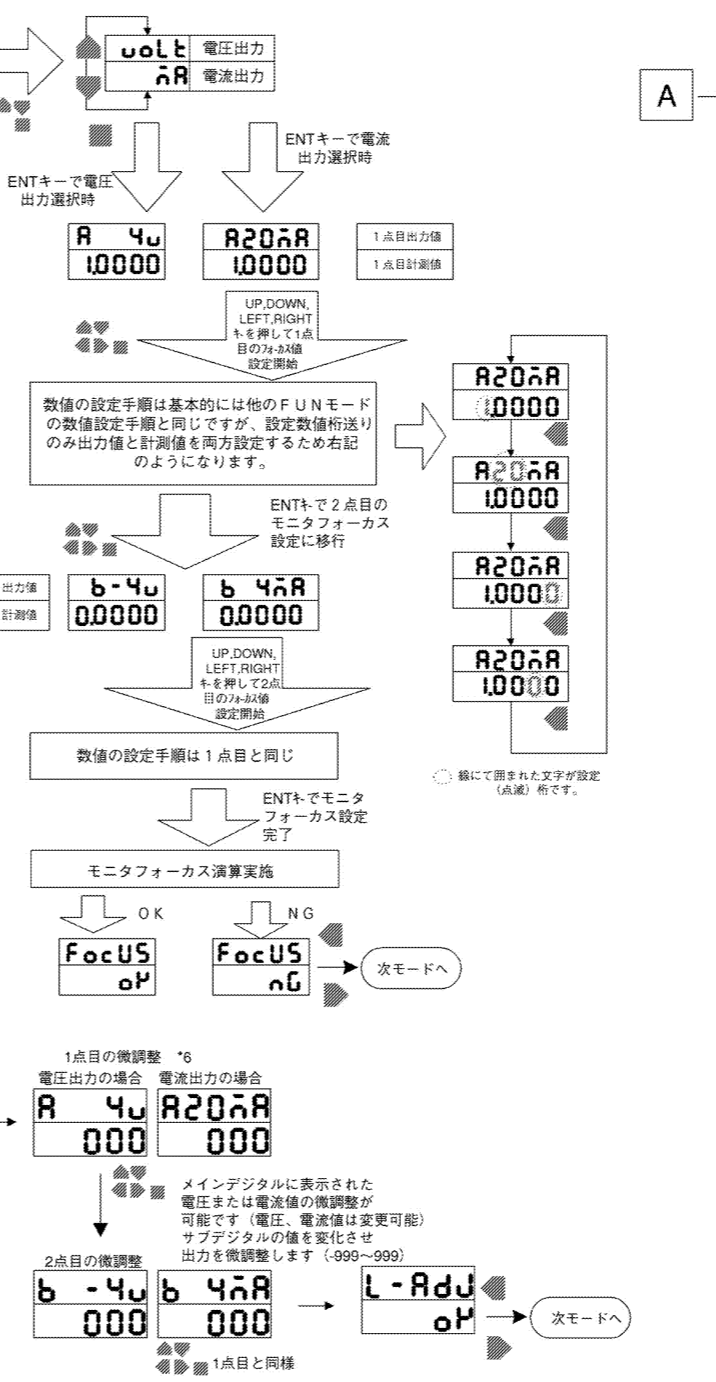 voLt 電圧出力
mA 電流出力
A
ENTキーで電流
出力選択時
ENTキーで電圧
出力選択時
A 4v
1.0000
A20mA
1.0000
1点目出力値
1点目計測値
UP,DOWN,
LEFT,RIGHT
ｷｰを押して1点
目のﾌｫｰｶｽ値
設定開始
数値の設定手順は基本的には他のＦＵＮモード
の数値設定手順と同じですが、設定数値桁送り
のみ出力値と計測値を両方設定するため右記
のようになります。
A20mA
1.0000
A20mA
1.0000
A20mA
1.0000
A20mA
1.0000
線にて囲まれた文字が設定
（点滅）桁です。
ENTｷｰで２点目の
モニタフォーカス
設定に移行
出力値
計測値
b-4v
0.0000
b 4mA
0.0000
UP,DOWN,
LEFT,RIGHT
ｷｰを押して2点
目のﾌｫｰｶｽ値
設定開始
数値の設定手順は１点目と同じ
ENTｷｰでモニタ
フォーカス設定
完了
モニタフォーカス演算実施
ＯＫ
ＮＧ
FocUS
oK
FocUS
nG
次モードへ
1点目の微調整 *6
電圧出力の場合 電流出力の場合
A 4v
000
A20mA
000
メインデジタルに表示された
電圧または電流値の微調整が
可能です（電圧、電流値は変更可能）
サブデジタルの値を変化させ
出力を微調整します（-999～999）
2点目の微調整
b -4v
000
b 4mA
000
1点目と同様
L-AdJ
oK
次モードへ